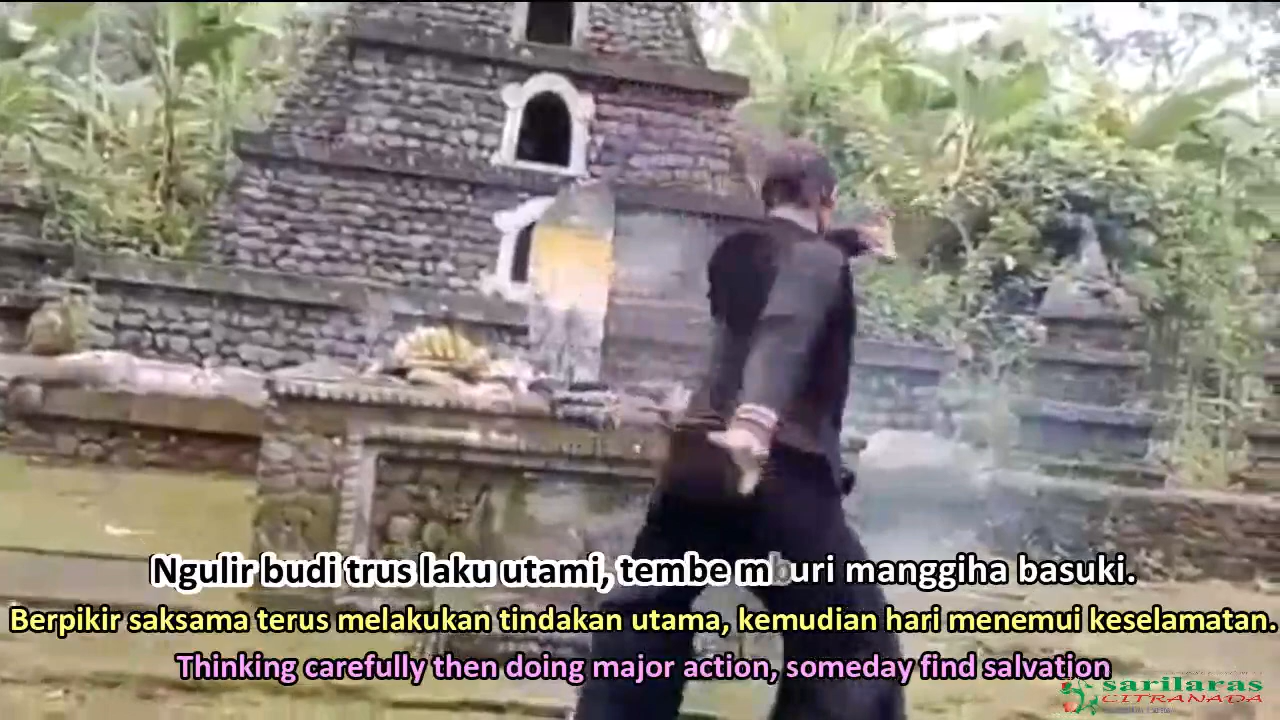 Ngulir budi trus laku utami, tembe mburi manggiha basuki.
Berpikir saksama terus melakukan tindakan utama, kemudian hari menemui keselamatan.
Thinking carefully then doing major action, someday find salvation
sarilaras
CITRANADA